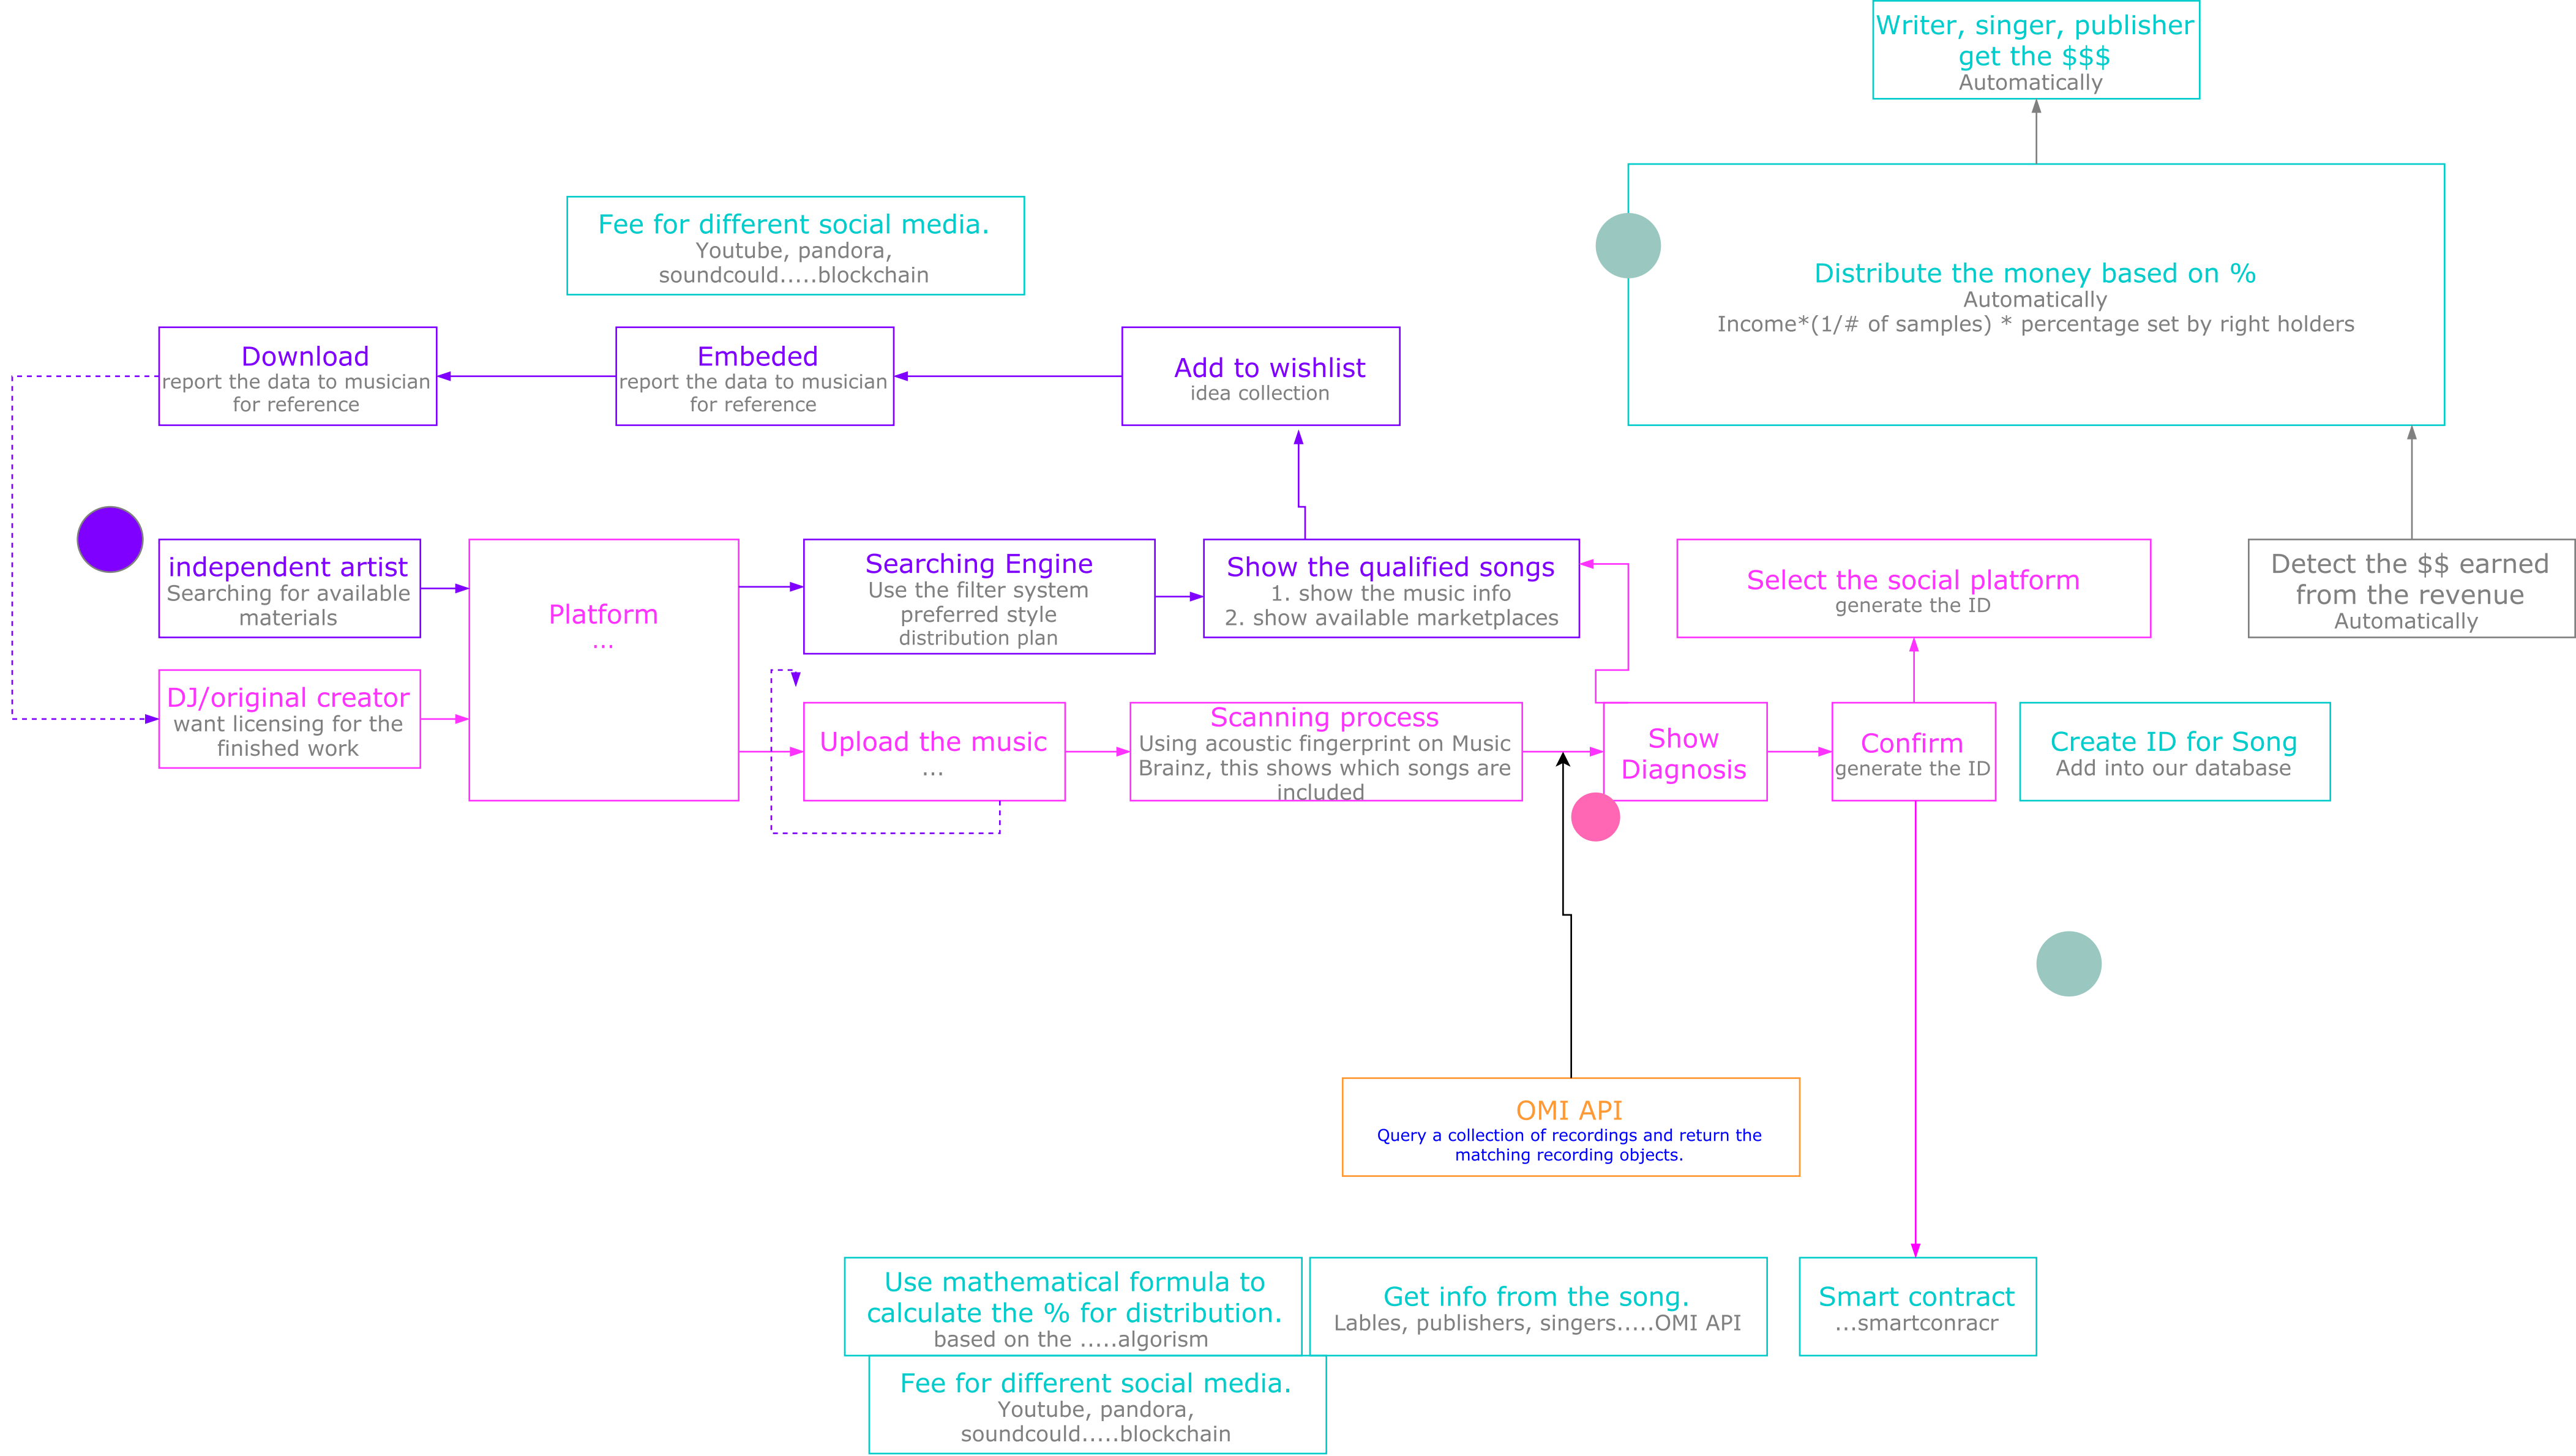 Writer, singer, publisher
get the $$$
Automatically
Fee for different social media.
Youtube, pandora,
soundcould.....blockchain
Distribute the money based on %
Automatically
Income*(1/# of samples) * percentage set by right holders
Download
report the data to musician
for reference
Embeded
report the data to musician
for reference
Add to wishlist
idea collection
independent artist
Searching for available
materials
Platform
...
Searching Engine
Use the filter system
preferred style
distribution plan
Show the qualified songs
1. show the music info
2. show available marketplaces
Select the social platform
generate the ID
Detect the $$ earned
from the revenue
Automatically
DJ/original creator
want licensing for the
finished work
Upload the music
...
Scanning process
Using acoustic fingerprint on Music
Brainz, this shows which songs are
included
Show
Diagnosis
Confirm
generate the ID
Create ID for Song
Add into our database
OMI API
Query a collection of recordings and return the
matching recording objects.
Use mathematical formula to
calculate the % for distribution.
based on the .....algorism
Get info from the song.
Lables, publishers, singers.....OMI API
Smart contract
...smartconracr
Fee for different social media.
Youtube, pandora,
soundcould.....blockchain